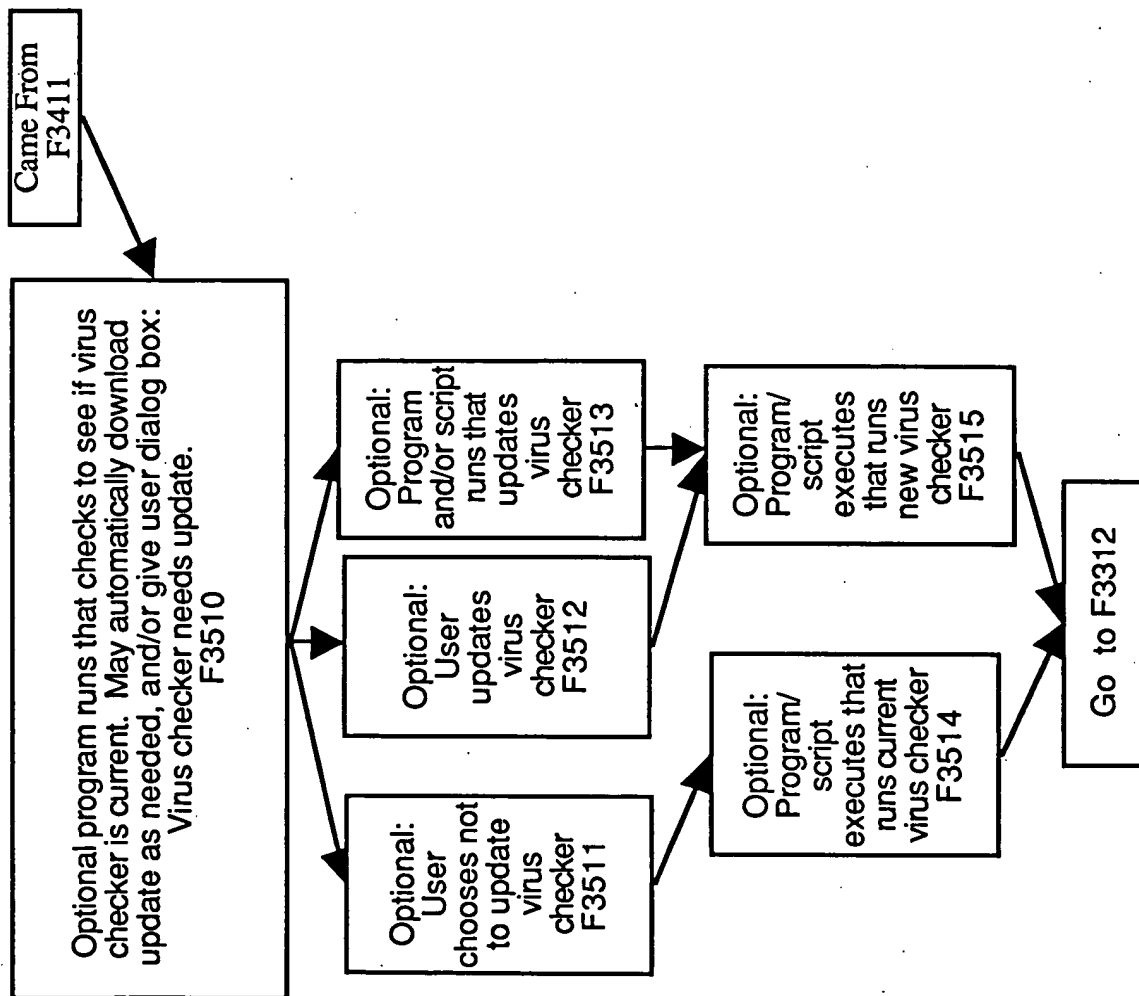 Came From
F3411
Optional program runs that checks to see if virus
checker is current. May automatically download
update as needed, and/or give user dialog box:
Virus checker needs update.
F3510
Optional:
User
chooses not
to update
virus
checker
F3511
Optional:
User
updates
virus
checker
F3512
Optional:
Program
and/or script
runs that
updates
virus
checker
F3513
Optional:
Program/
script
executes that
runs current
virus checker
F3514
Optional:
Program/
script
executes
that runs
new virus
checker
F3515
Go to F3312